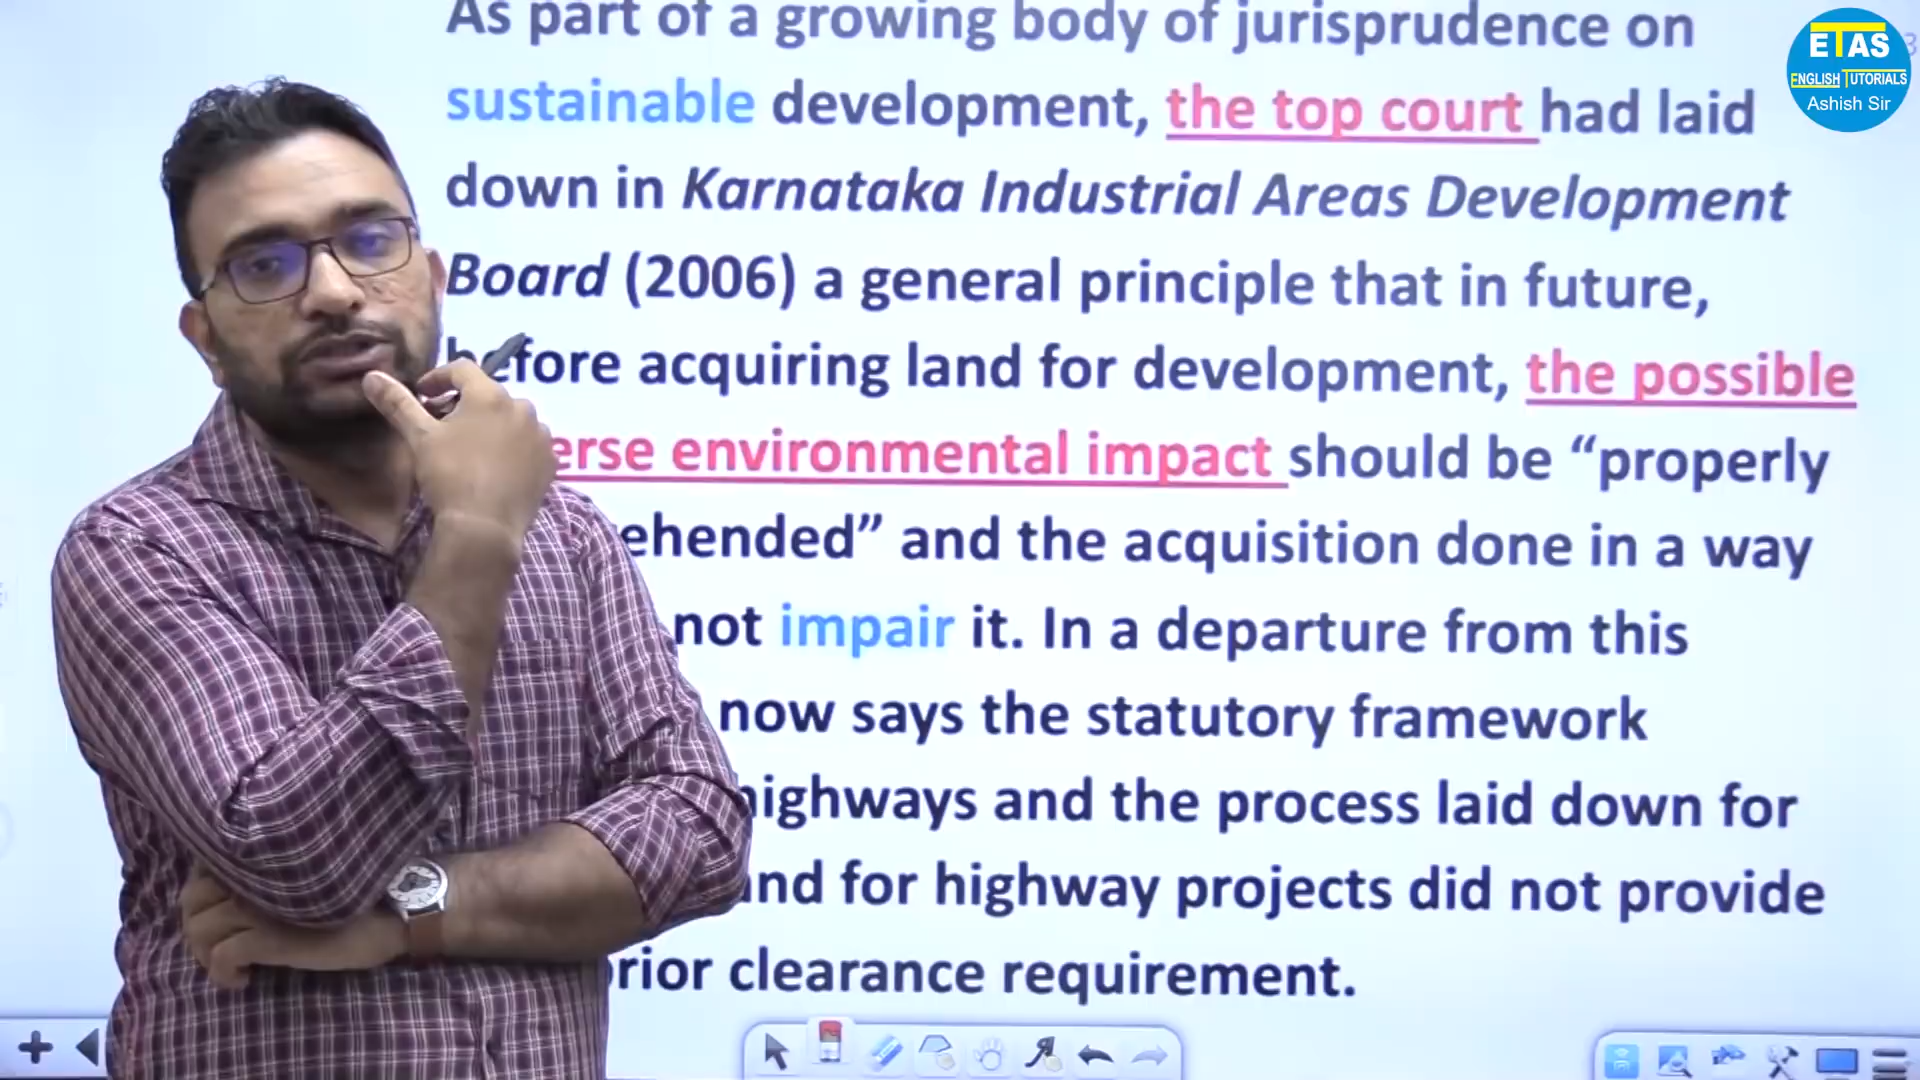 As part of a growing body of jurisprudence on
sustainable development, the top court had laid
down in Karnataka Industrial Areas Development
Board (2006) a general principle that in future,
before acquiring land for development, the possible
erse environmental impact should be “properly
ehended” and the acquisition done in a way
not impair it. In a departure from this
now says the statutory framework
highways and the process laid down for
and for highway projects did not provide
prior clearance requirement.
ETAS
ENGLISH TUTORIALS
Ashish Sir